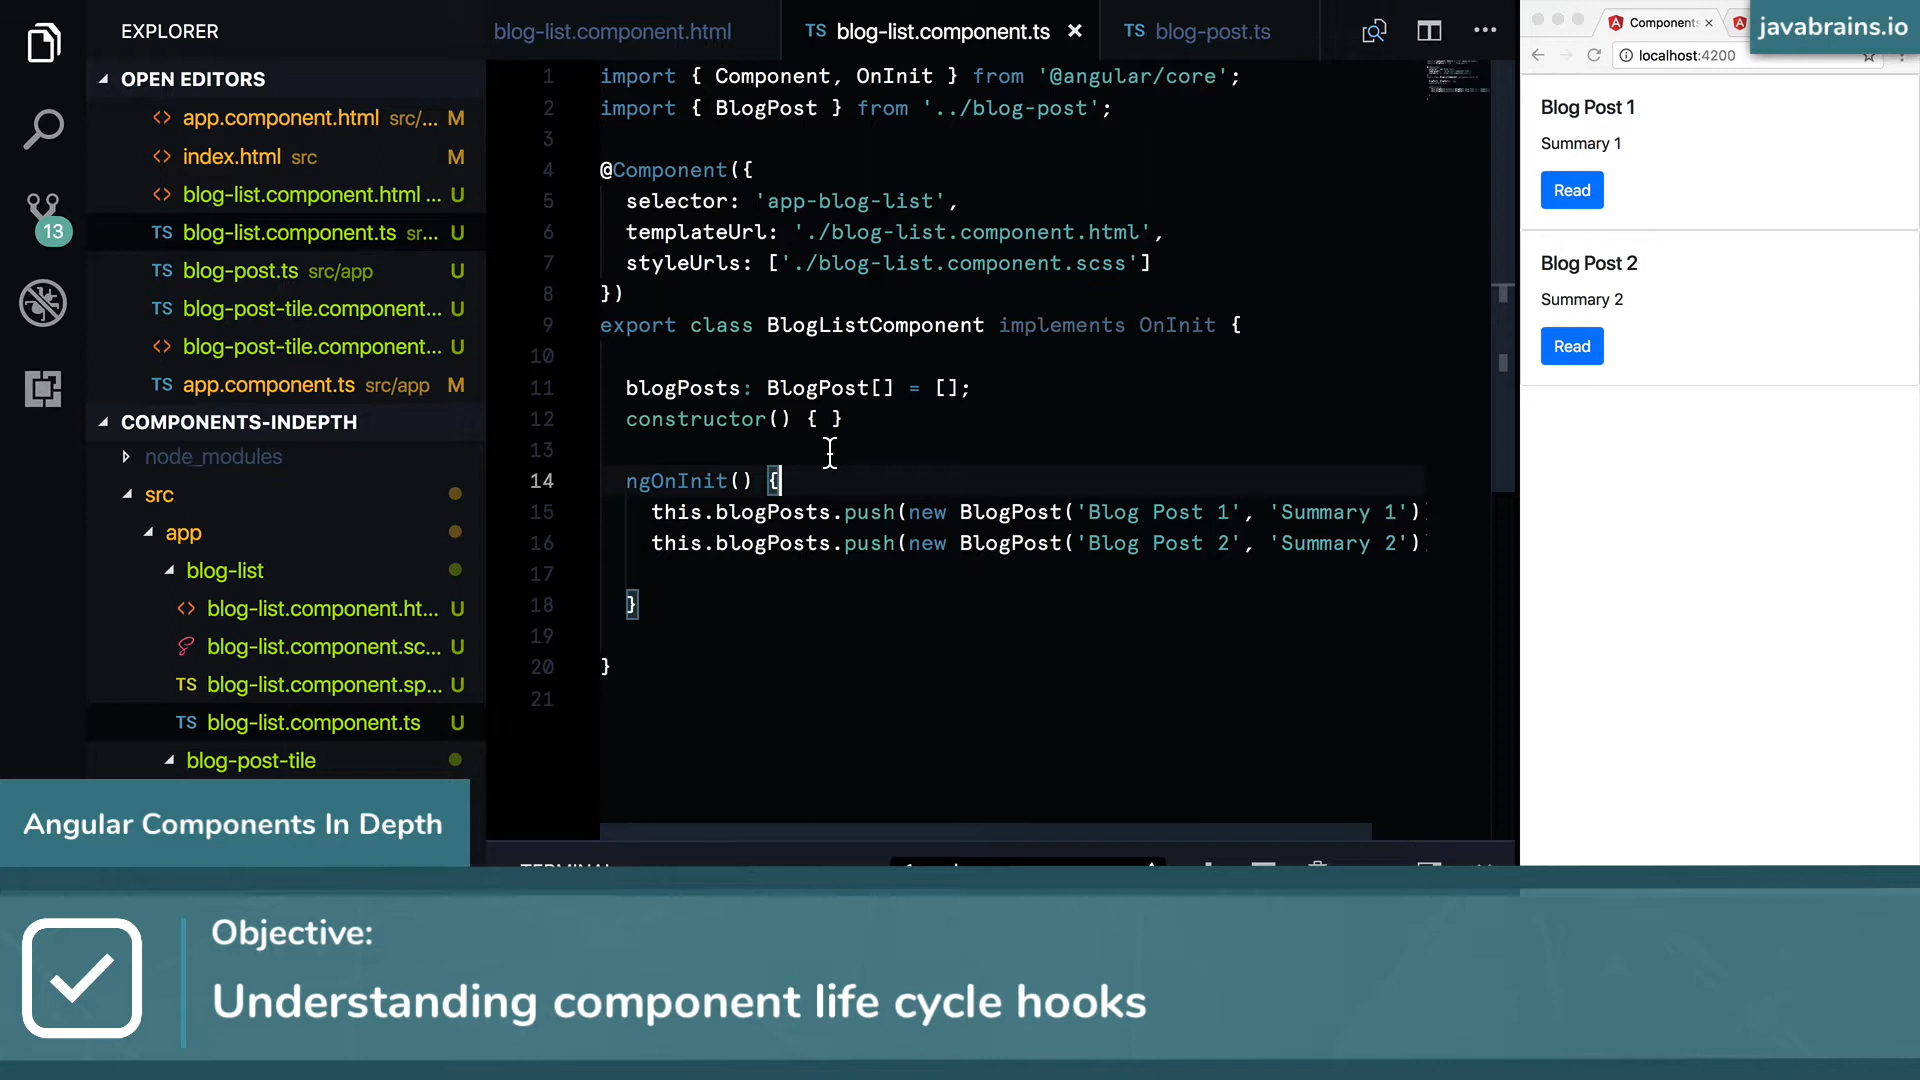 EXPLORER
OPEN EDITORS
<> app.component.html src/... M
<> index.html src M
<> blog-list.component.html ... U
TS blog-list.component.ts sr... U
TS blog-post.ts src/app U
TS blog-post-tile.component... U
<> blog-post-tile.component... U
TS app.component.ts src/app M
13
COMPONENTS-INDEPTH
node_modules
src
app
blog-list
<> blog-list.component.ht... U
blog-list.component.sc... U
TS blog-list.component.sp... U
TS blog-list.component.ts U
blog-post-tile
blog-list.component.html
TS blog-list.component.ts ×
TS blog-post.ts
1 import { Component, OnInit } from '@angular/core';
2 import { BlogPost } from '../blog-post';
3
4 @Component({
5 selector: 'app-blog-list',
6 templateUrl: './blog-list.component.html',
7 styleUrls: ['./blog-list.component.scss']
8 })
9 export class BlogListComponent implements OnInit {
10
11 blogPosts: BlogPost[] = [];
12 constructor() { }
13
14 ngOnInit() {
15 this.blogPosts.push(new BlogPost('Blog Post 1', 'Summary 1')
16 this.blogPosts.push(new BlogPost('Blog Post 2', 'Summary 2')
17
18 }
19
20 }
21
TERMINAL
Components ×
javabrains.io
localhost:4200
Blog Post 1
Summary 1
Read
Blog Post 2
Summary 2
Read
Angular Components In Depth
Objective:
Understanding component life cycle hooks